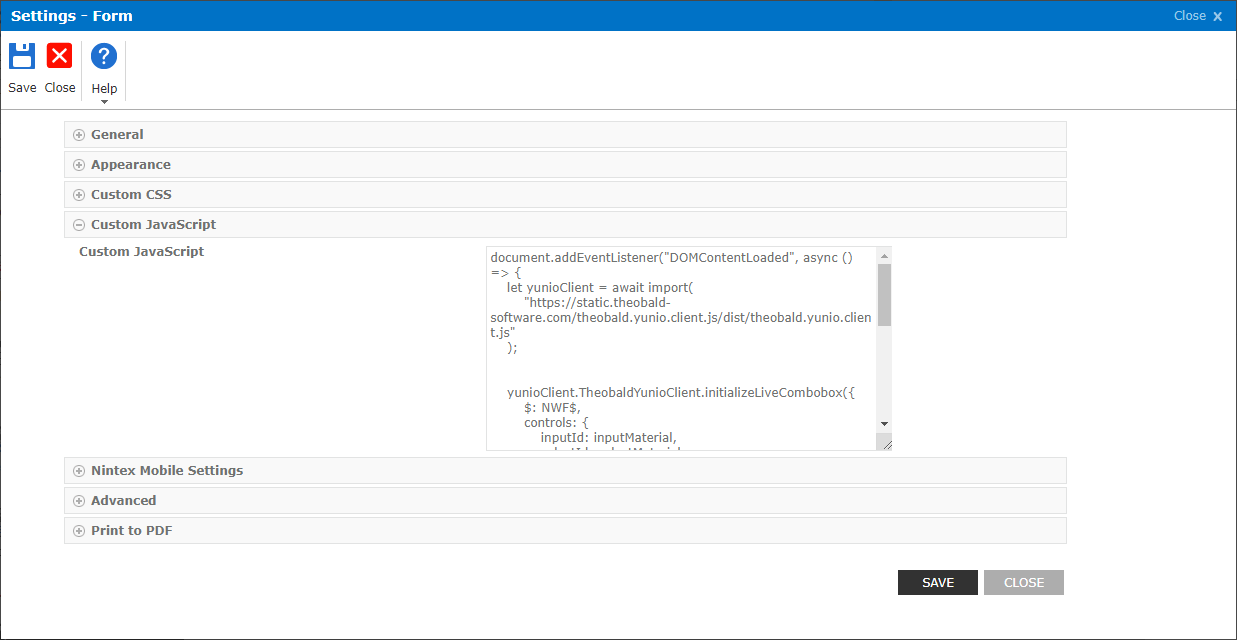 Settings - Form
Close x
Save Close Help
General
Appearance
Custom CSS
Custom JavaScript
Custom JavaScript
document.addEventListener("DOMContentLoaded", async ()
=> {
let yunioClient = await import(
"https://static.theobald-
software.com/theobald.yunio.client.js/dist/theobald.yunio.clien
t.js"
);
yunioClient.TheobaldYunioClient.initializeLiveCombobox({
$: NWF$,
controls: {
inputId: inputMaterial,
Nintex Mobile Settings
Advanced
Print to PDF
SAVE CLOSE